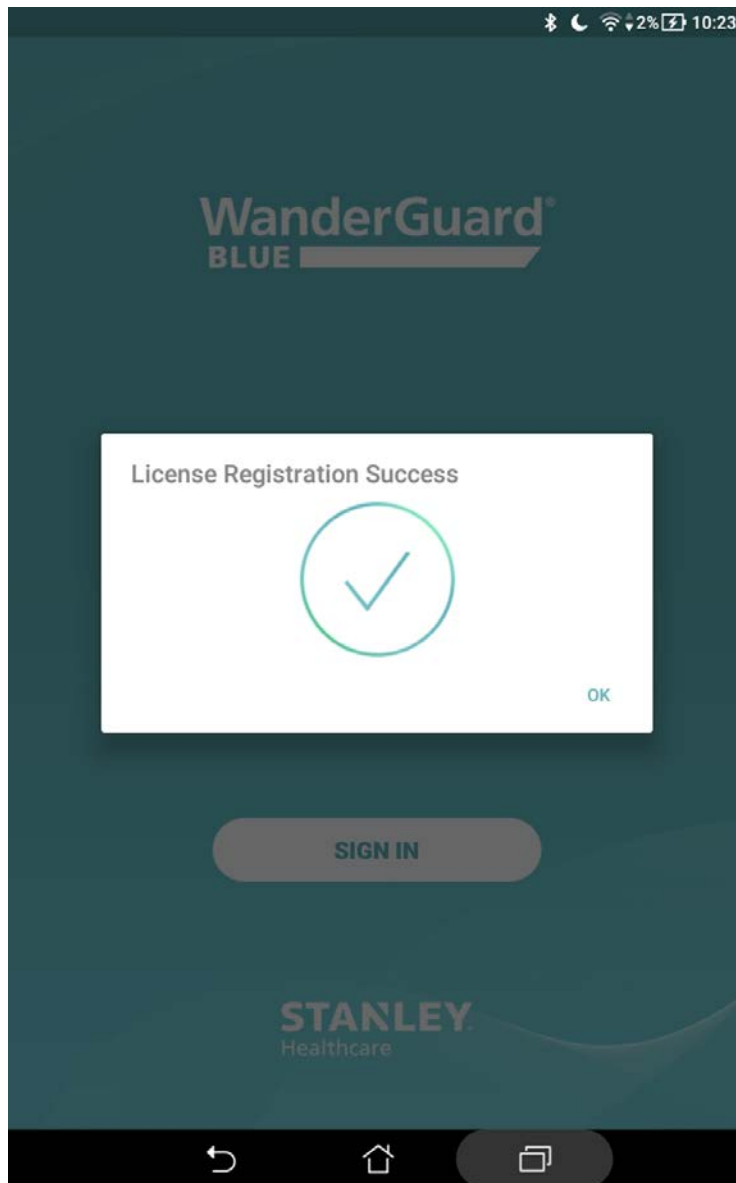 2% 10:23
WanderGuard®
BLUE
License Registration Success
OK
SIGN IN
STANLEY.
Healthcare